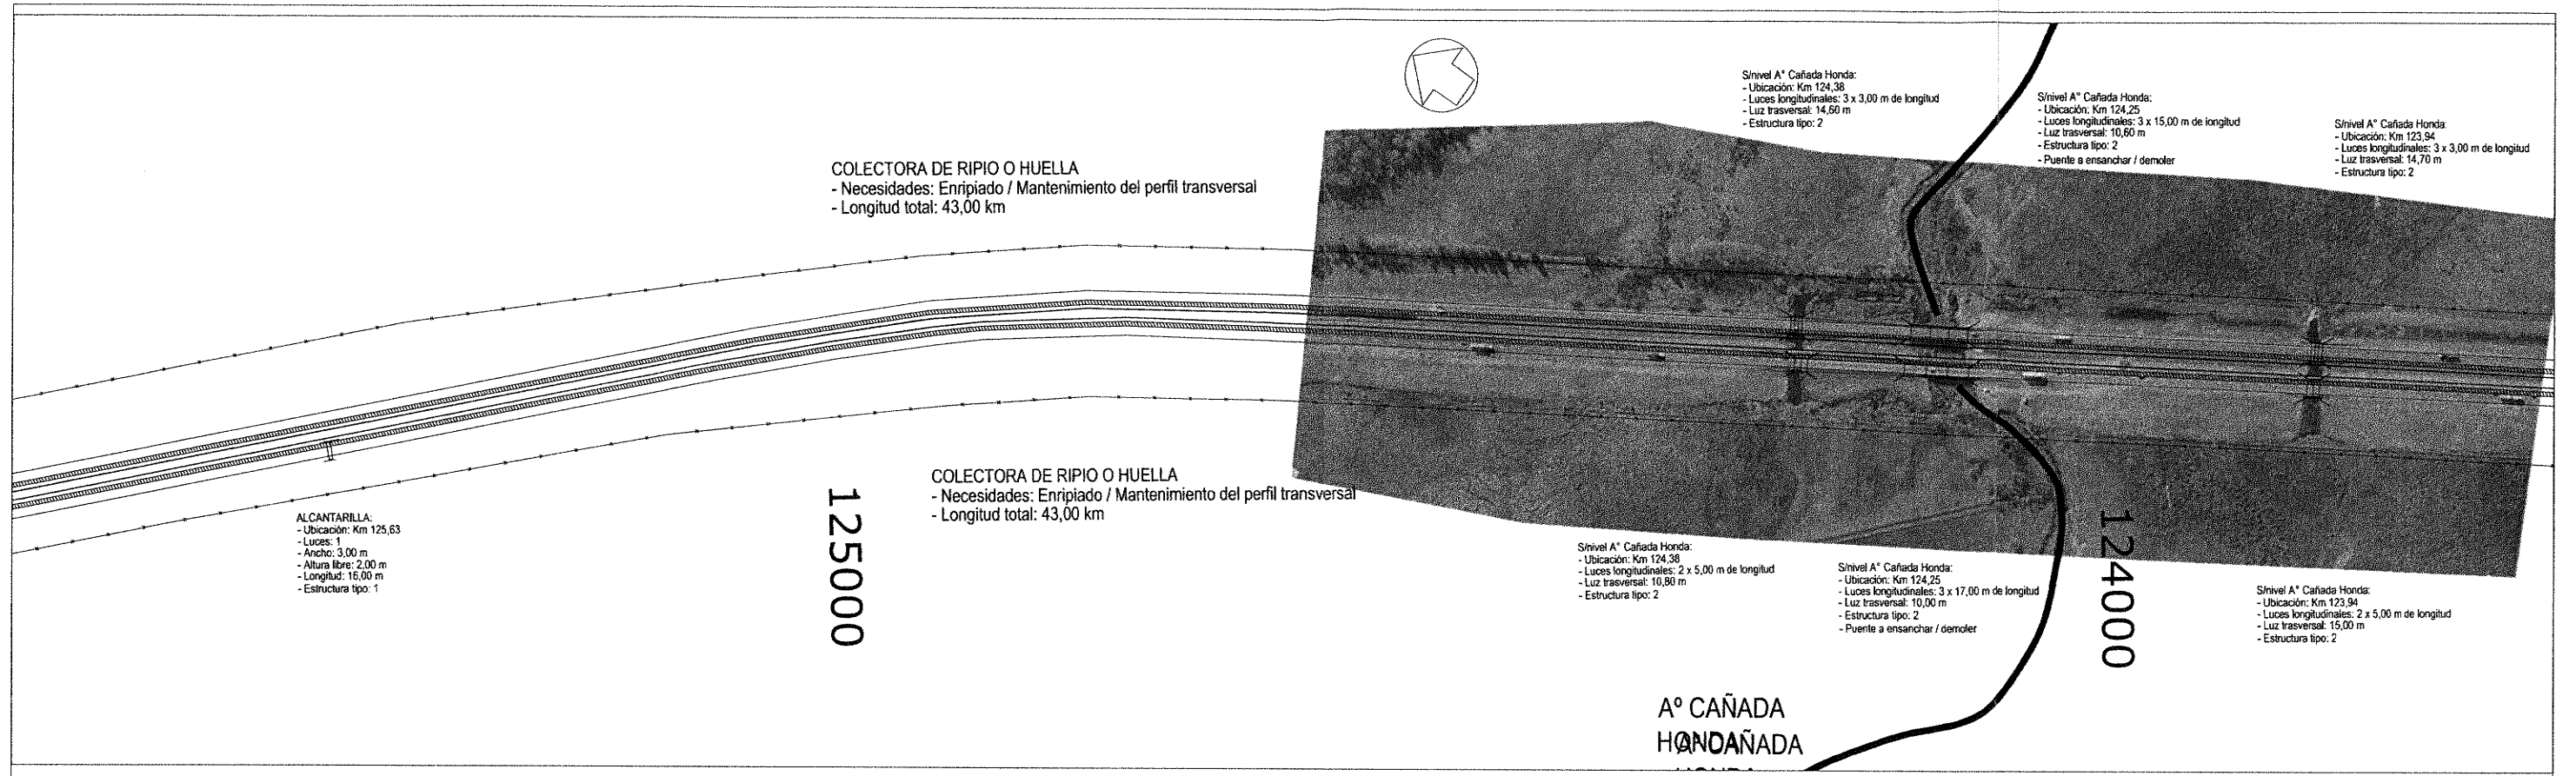 S/nivel A° Cañada Honda:
- Ubicación: Km 124,38
- Luces longitudinales: 3 x 3,00 m de longitud
- Luz trasversal: 14,60 m
- Estructura tipo: 2
S/nivel A° Cañada Honda:
- Ubicación: Km 124,25
- Luces longitudinales: 3 x 15,00 m de longitud
- Luz trasversal: 10,60 m
- Estructura tipo: 2
- Puente a ensanchar / demoler
S/nivel A° Cañada Honda:
- Ubicación: Km 123,94
- Luces longitudinales: 3 x 3,00 m de longitud
- Luz trasversal: 14,70 m
- Estructura tipo: 2
COLECTORA DE RIPIO O HUELLA
- Necesidades: Enripiado / Mantenimiento del perfil transversal
- Longitud total: 43,00 km
COLECTORA DE RIPIO O HUELLA
- Necesidades: Enripiado / Mantenimiento del perfil transversal
- Longitud total: 43,00 km
ALCANTARILLA:
- Ubicación: Km 125,63
- Luces: 1
- Ancho: 3,00 m
- Altura libre: 2,00 m
- Longitud: 16,00 m
- Estructura tipo: 1
125000
S/nivel A° Cañada Honda:
- Ubicación: Km 124,38
- Luces longitudinales: 2 x 5,00 m de longitud
- Luz trasversal: 10,80 m
- Estructura tipo: 2
S/nivel A° Cañada Honda:
- Ubicación: Km 124,25
- Luces longitudinales: 3 x 17,00 m de longitud
- Luz trasversal: 10,00 m
- Estructura tipo: 2
- Puente a ensanchar / demoler
124000
S/nivel A° Cañada Honda:
- Ubicación: Km 123,94
- Luces longitudinales: 2 x 5,00 m de longitud
- Luz trasversal: 15,00 m
- Estructura tipo: 2
Aº CAÑADA
HONDA
Aº CAÑADA